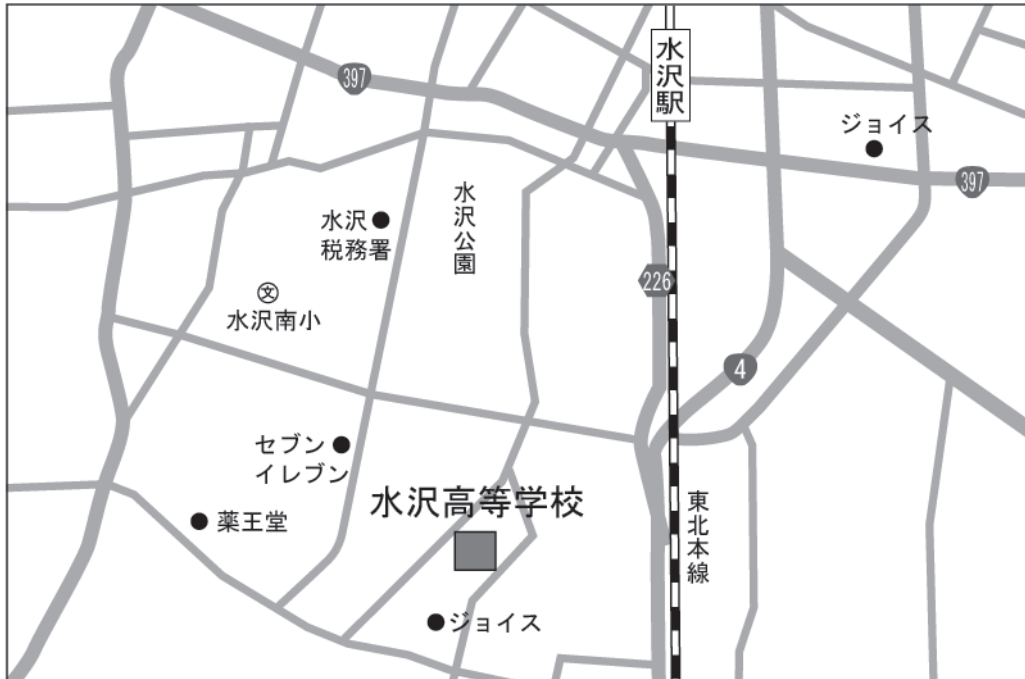 水沢駅
397
ジョイス
397
水沢
税務署
水沢公園
226
文
水沢南小
4
セブン
イレブン
水沢高等学校
薬王堂
東北本線
ジョイス